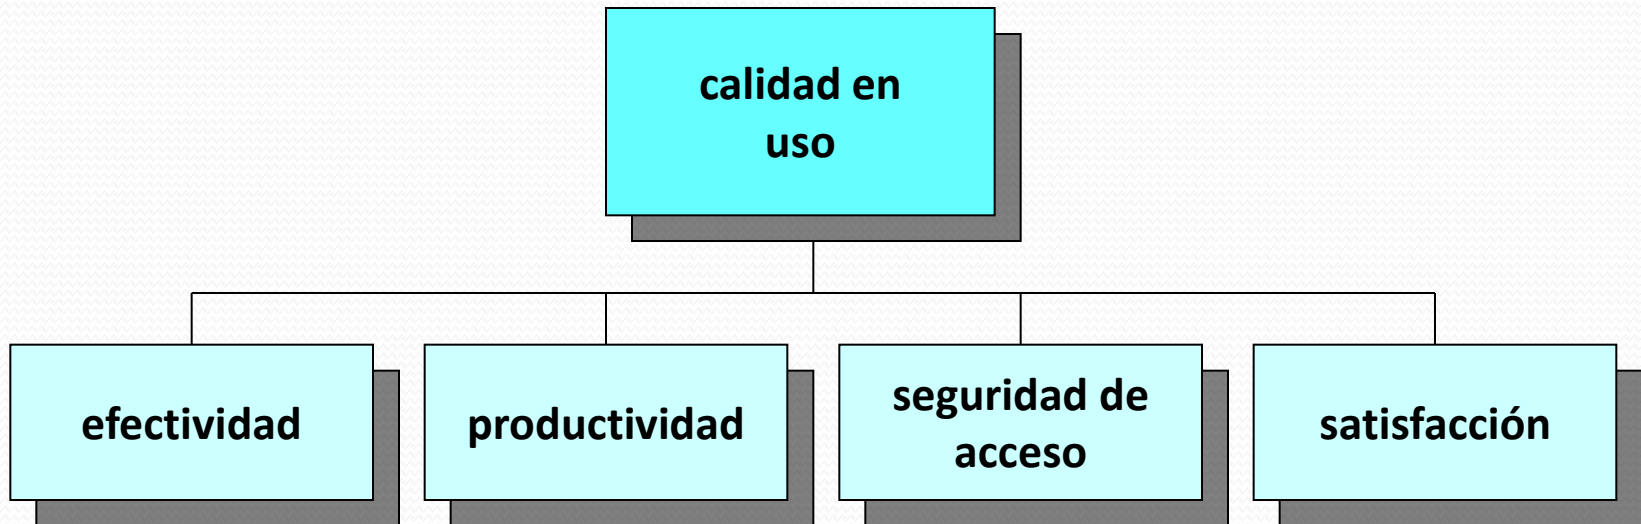 calidad en
uso
efectividad
productividad
seguridad de
acceso
satisfacción